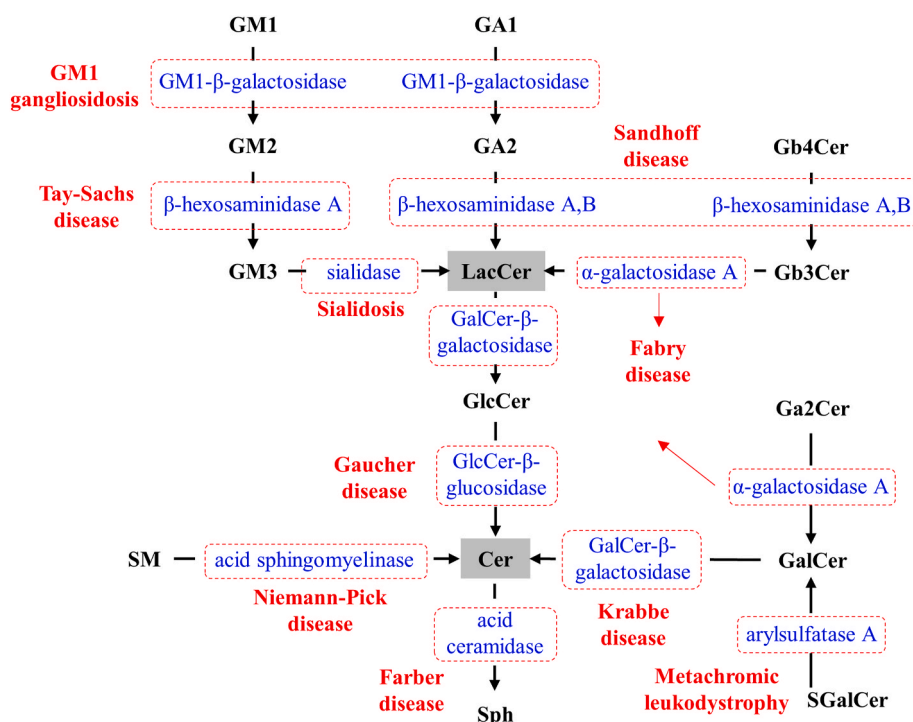 GM1
GA1
GM1
gangliosidosis
GM1-β-galactosidase
GM1-β-galactosidase
GM2
GA2
Sandhoff
disease
Gb4Cer
Tay-Sachs
disease
β-hexosaminidase A
β-hexosaminidase A,B
β-hexosaminidase A,B
GM3
sialidase
LacCer
α-galactosidase A
Gb3Cer
Sialidosis
GalCer-β-
galactosidase
Fabry
disease
GlcCer
Ga2Cer
Gaucher
disease
GlcCer-β-
glucosidase
α-galactosidase A
SM
acid sphingomyelinase
Cer
GalCer-β-
galactosidase
GalCer
Niemann-Pick
disease
acid
ceramidase
Krabbe
disease
arylsulfatase A
Farber
disease
Metachromic
leukodystrophy
SGalCer
Sph